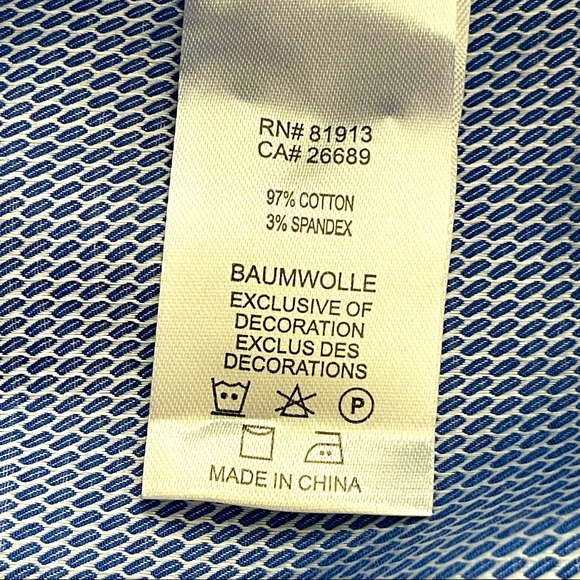 RN# 81913
CA# 26689
97% COTTON
3% SPANDEX
BAUMWOLLE
EXCLUSIVE OF
DECORATION
EXCLUS DES
DECORATIONS
P
MADE IN CHINA